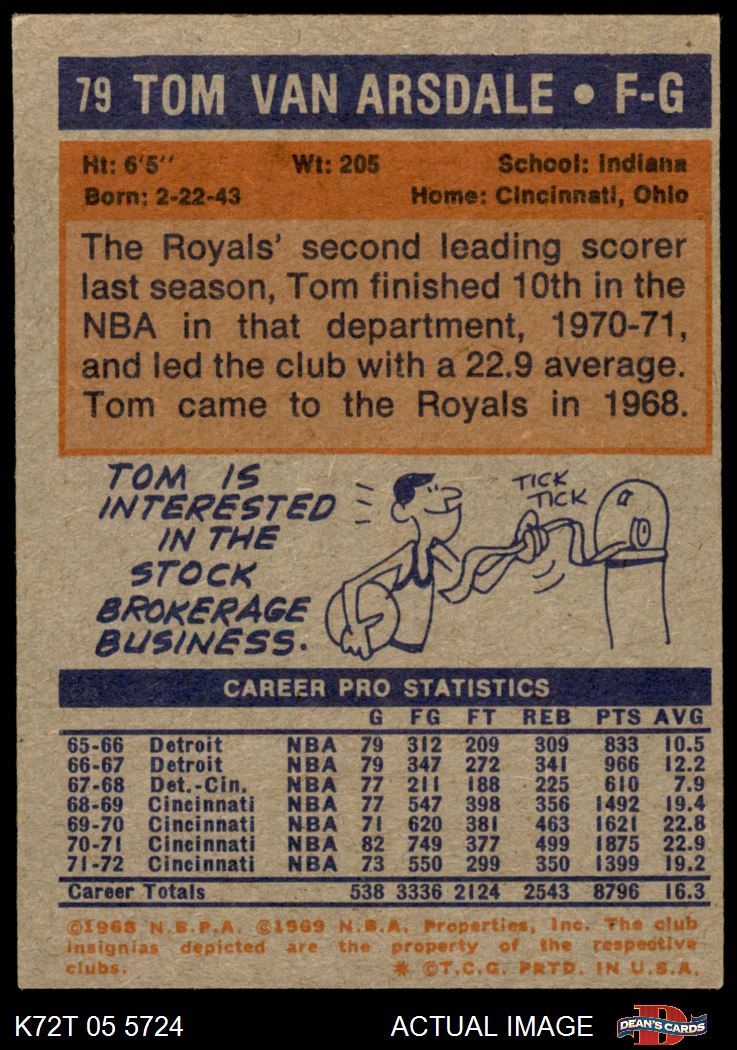 79 TOM VAN ARSDALE • F-G
Ht: 6'5'' Wt: 205 School: Indiana
Born: 2-22-43 Home: Cincinnati, Ohio
The Royals' second leading scorer
last season, Tom finished 10th in the
NBA in that department, 1970-71,
and led the club with a 22.9 average.
Tom came to the Royals in 1968.
TOM IS
INTERESTED
IN THE
STOCK
BROKERAGE
BUSINESS.
TICK
TICK
CAREER PRO STATISTICS
G FG FT REB PTS AVG
65-66 Detroit NBA 79 312 209 309 833 10.5
66-67 Detroit NBA 79 347 272 341 966 12.2
67-68 Det.-Cin. NBA 77 211 188 225 610 7.9
68-69 Cincinnati NBA 77 547 398 356 1492 19.4
69-70 Cincinnati NBA 71 620 381 463 1621 22.8
70-71 Cincinnati NBA 82 749 377 499 1875 22.9
71-72 Cincinnati NBA 73 550 299 350 1399 19.2
Career Totals 538 3336 2124 2543 8796 16.3
©1968 N.B.P.A. ©1969 N.B.A. Properties, Inc. The club
insignias depicted are the property of the respective
clubs. * ©T.C.G. PRTD. IN U.S.A.
K72T 05 5724 ACTUAL IMAGE D DEAN'S CARDS